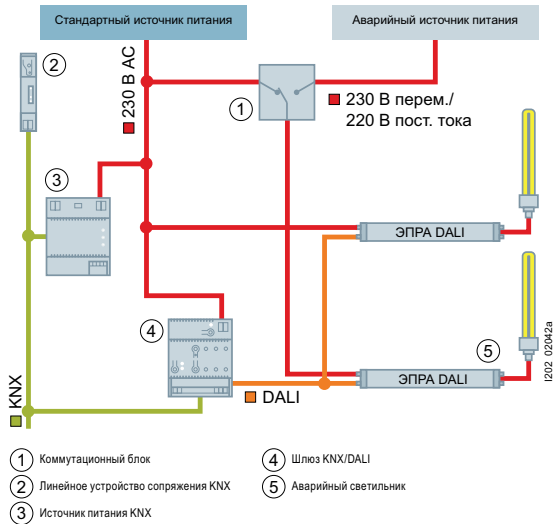 Стандартный источник питания
Аварийный источник питания
2
230 В AC
1
230 В перем./
220 В пост. тока
3
ЭПРА DALI
4
5
ЭПРА DALI
I202_02042a
KNX
DALI
1 Коммутационный блок
2 Линейное устройство сопряжения KNX
3 Источник питания KNX
4 Шлюз KNX/DALI
5 Аварийный светильник